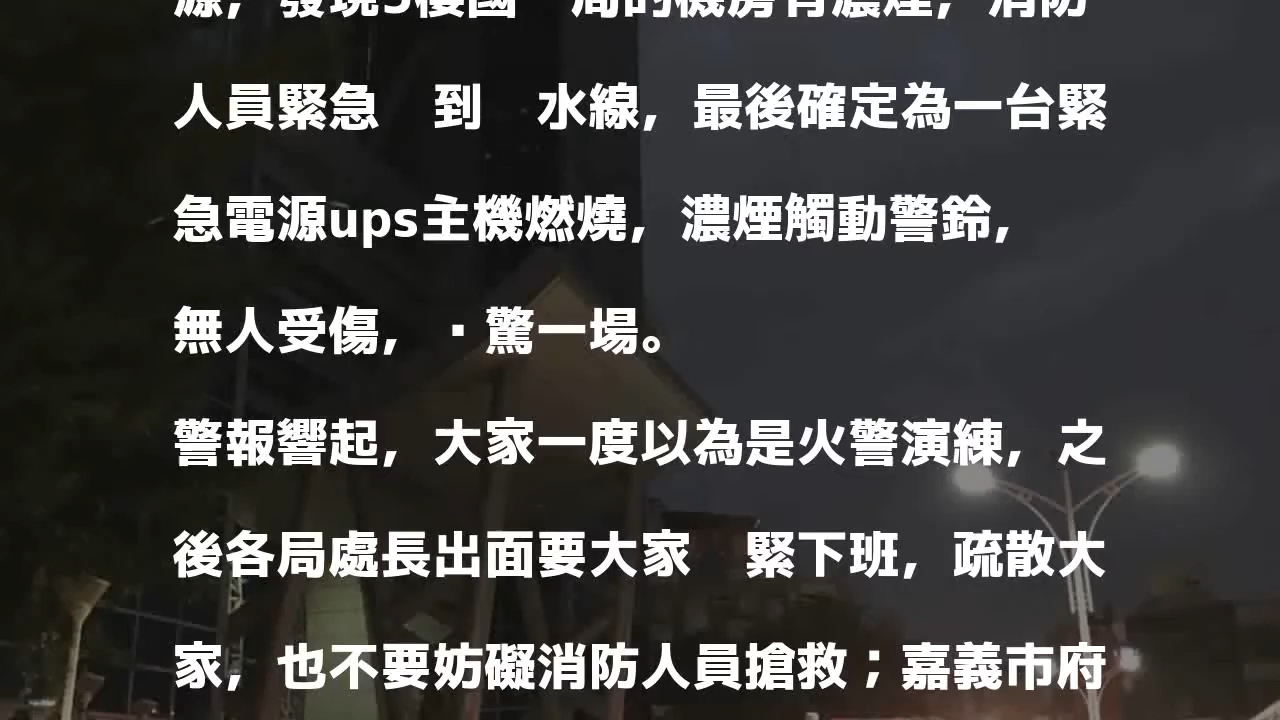 源，發現5樓國　局的機房有濃煙，消防
人員緊急　到　水線，最後確定為一台緊
急電源ups主機燃燒，濃煙觸動警鈴，
無人受傷，▪驚一場。
警報響起，大家一度以為是火警演練，之
後各局處長出面要大家　緊下班，疏散大
家，也不要妨礙消防人員搶救；嘉義市府